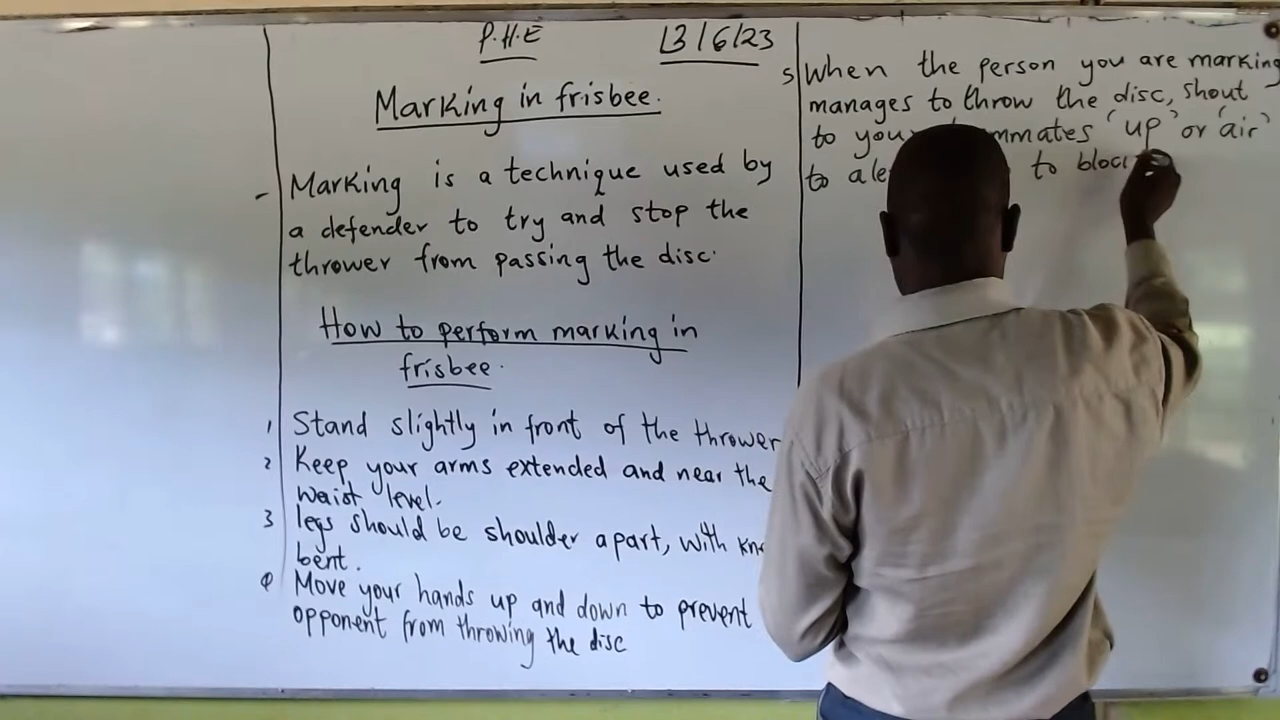 P.H.E
13/6/23
Marking in frisbee.
- Marking is a technique used by
a defender to try and stop the
thrower from passing the disc.
How to perform marking in
frisbee.
1 Stand slightly in front of the thrower
2 Keep your arms extended and near the
waist level.
3 legs should be shoulder apart, with
bent.
4 Move your hands up and down to prevent
opponent from throwing the disc
5 When the person you are marking
manages to throw the disc, shout
to 'up' or 'air'
to to